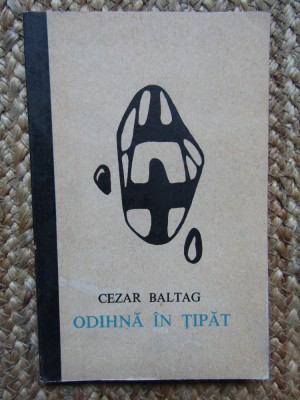 CEZAR BALTAG
ODIHNĂ ÎN ȚIPĂT